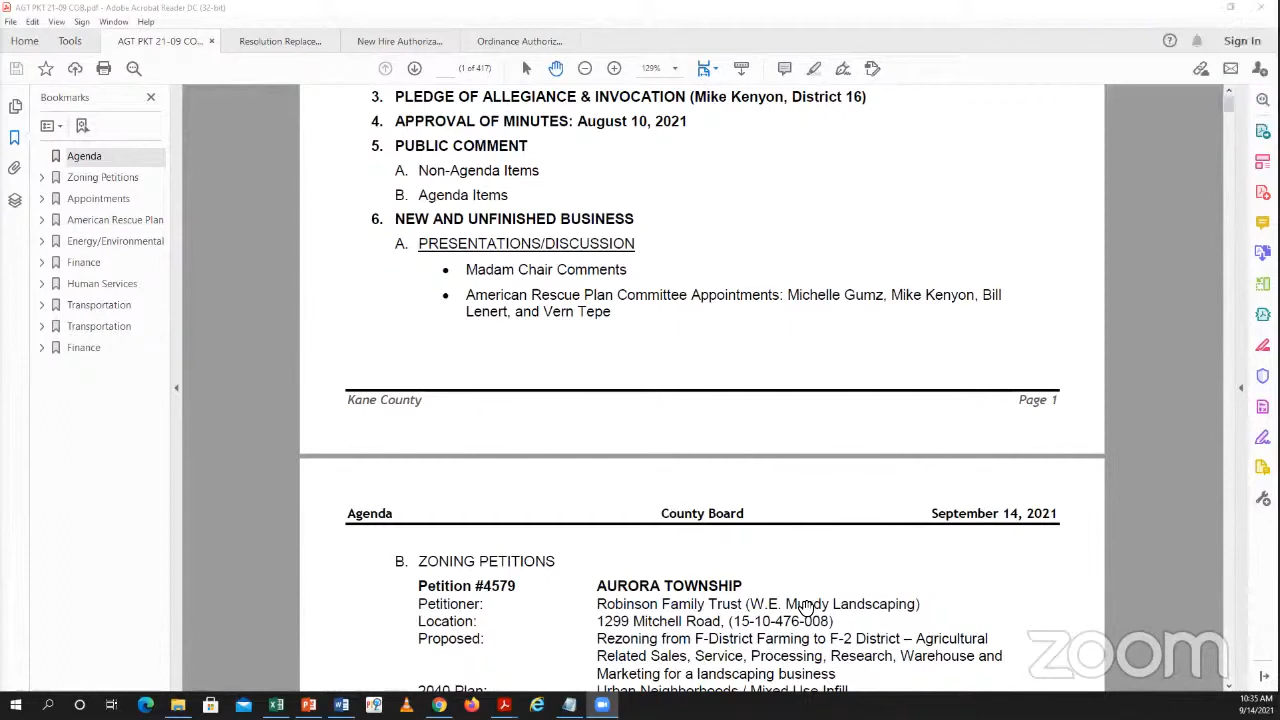 AGT PKT 21-09 COB.pdf - Adobe Acrobat Reader DC (32-bit)
File Edit View Sign Window Help
Home Tools AGT PKT 21-09 CO... × Resolution Replace... New Hire Authoriza... Ordinance Authoriz... Sign In
(1 of 417) 129%
Bookmarks
Agenda
Zoning Petitions
Appointments
American Rescue Plan
Energy/Environmental
Finance
Human Services
Transportation
Transportation
Finance
3. PLEDGE OF ALLEGIANCE & INVOCATION (Mike Kenyon, District 16)
4. APPROVAL OF MINUTES: August 10, 2021
5. PUBLIC COMMENT
A. Non-Agenda Items
B. Agenda Items
6. NEW AND UNFINISHED BUSINESS
A. PRESENTATIONS/DISCUSSION
• Madam Chair Comments
• American Rescue Plan Committee Appointments: Michelle Gumz, Mike Kenyon, Bill
Lenert, and Vern Tepe
Kane County Page 1
Agenda County Board September 14, 2021
B. ZONING PETITIONS
Petition #4579 AURORA TOWNSHIP
Petitioner: Robinson Family Trust (W.E. Mundy Landscaping)
Location: 1299 Mitchell Road, (15-10-476-008)
Proposed: Rezoning from F-District Farming to F-2 District – Agricultural
Related Sales, Service, Processing, Research, Warehouse and
Marketing for a landscaping business
2040 Plan: Urban Neighborhoods / Mixed Use Infill
zoom
10:35 AM
9/14/2021